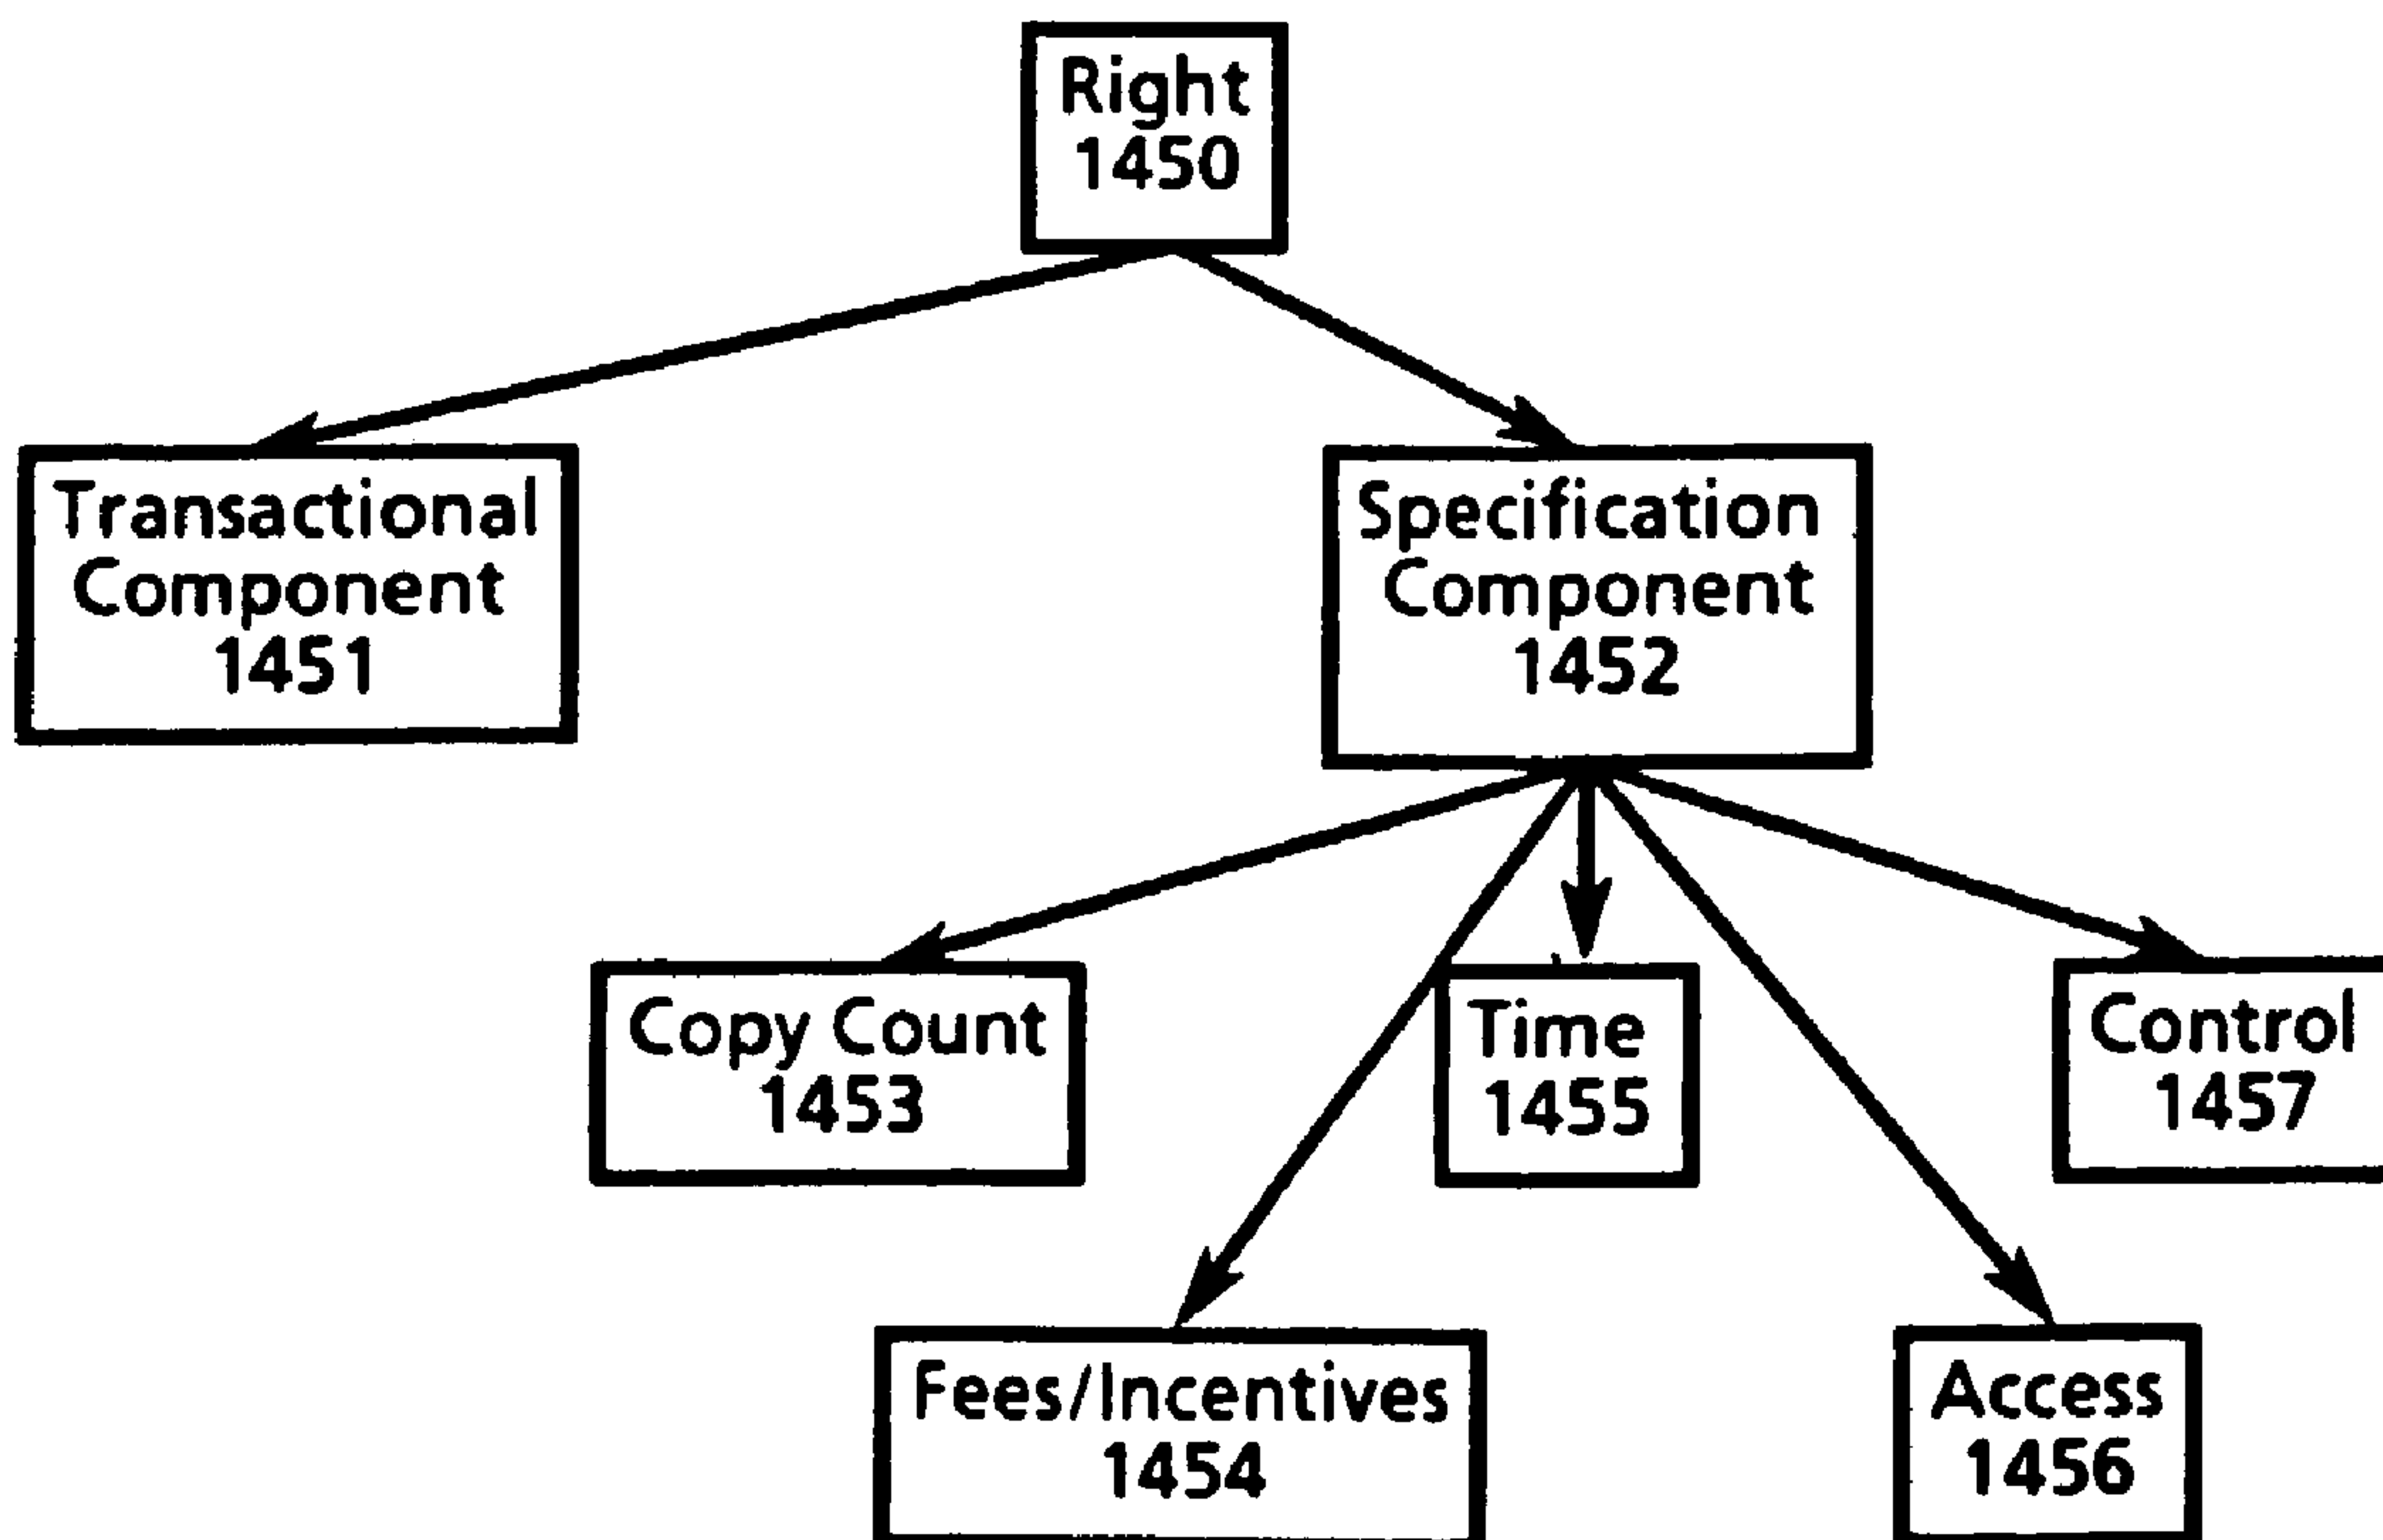 Right
1450
Transactional
Component
1451
Specification
Component
1452
Copy Count
1453
Time
1455
Control
1457
Fees/Incentives
1454
Access
1456